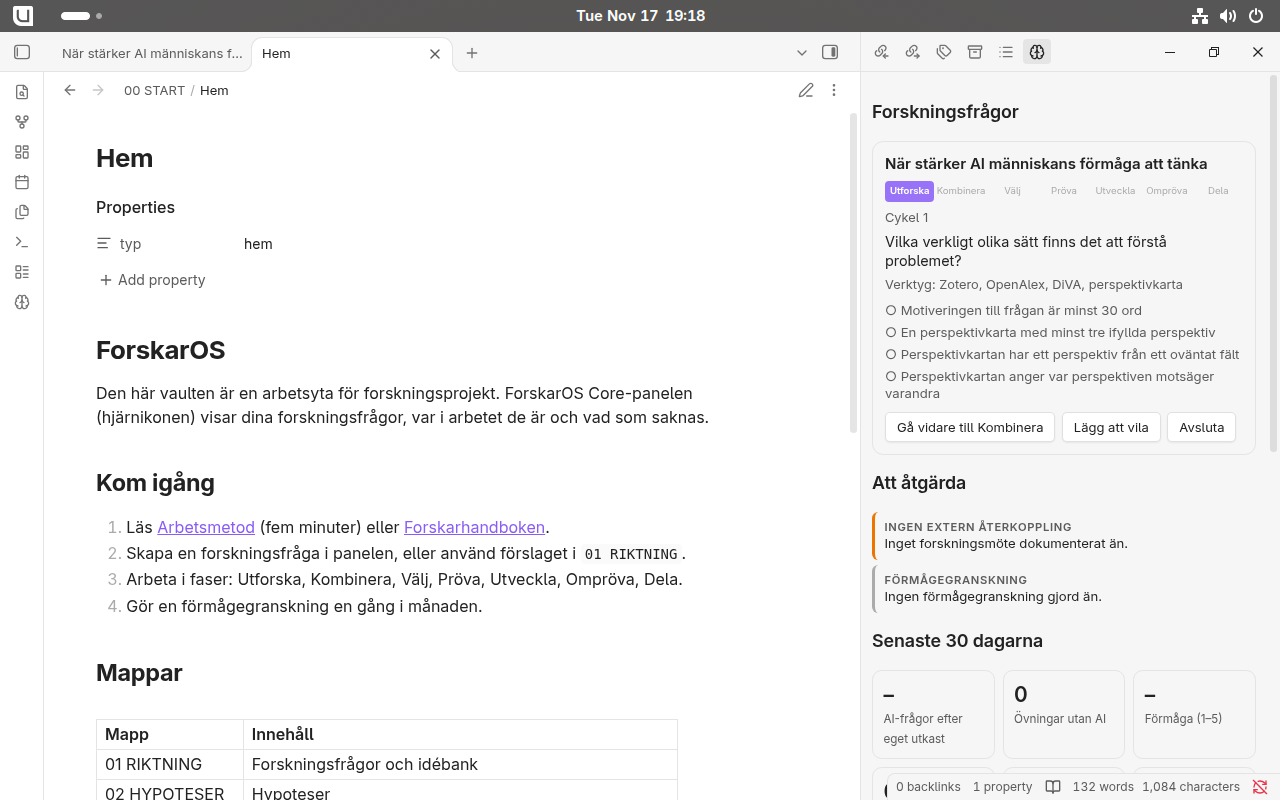 Tue Nov 17 19:18
När stärker AI människans f...
Hem
00 START / Hem
Hem
Properties
typ hem
Add property
ForskarOS
Den här vaulten är en arbetsyta för forskningsprojekt. ForskarOS Core-panelen
(hjärnikonen) visar dina forskningsfrågor, var i arbetet de är och vad som saknas.
Kom igång
1. Läs Arbetsmetod (fem minuter) eller Forskarhandboken.
2. Skapa en forskningsfråga i panelen, eller använd förslaget i 01 RIKTNING.
3. Arbeta i faser: Utforska, Kombinera, Välj, Pröva, Utveckla, Ompröva, Dela.
4. Gör en förmågegranskning en gång i månaden.
Mappar
Mapp Innehåll
01 RIKTNING Forskningsfrågor och idébank
02 HYPOTESER Hypoteser
Forskningsfrågor
När stärker AI människans förmåga att tänka
Utforska Kombinera Välj Pröva Utveckla Ompröva Dela
Cykel 1
Vilka verkligt olika sätt finns det att förstå
problemet?
Verktyg: Zotero, OpenAlex, DiVA, perspektivkarta
Motiveringen till frågan är minst 30 ord
En perspektivkarta med minst tre ifyllda perspektiv
Perspektivkartan har ett perspektiv från ett oväntat fält
Perspektivkartan anger var perspektiven motsäger
varandra
Gå vidare till Kombinera Lägg att vila Avsluta
Att åtgärda
INGEN EXTERN ÅTERKOPPLING
Inget forskningsmöte dokumenterat än.
FÖRMÅGEGRANSKNING
Ingen förmågegranskning gjord än.
Senaste 30 dagarna
– 0 –
AI-frågor efter Övningar utan AI Förmåga (1–5)
eget utkast
0 backlinks 1 property 132 words 1,084 characters